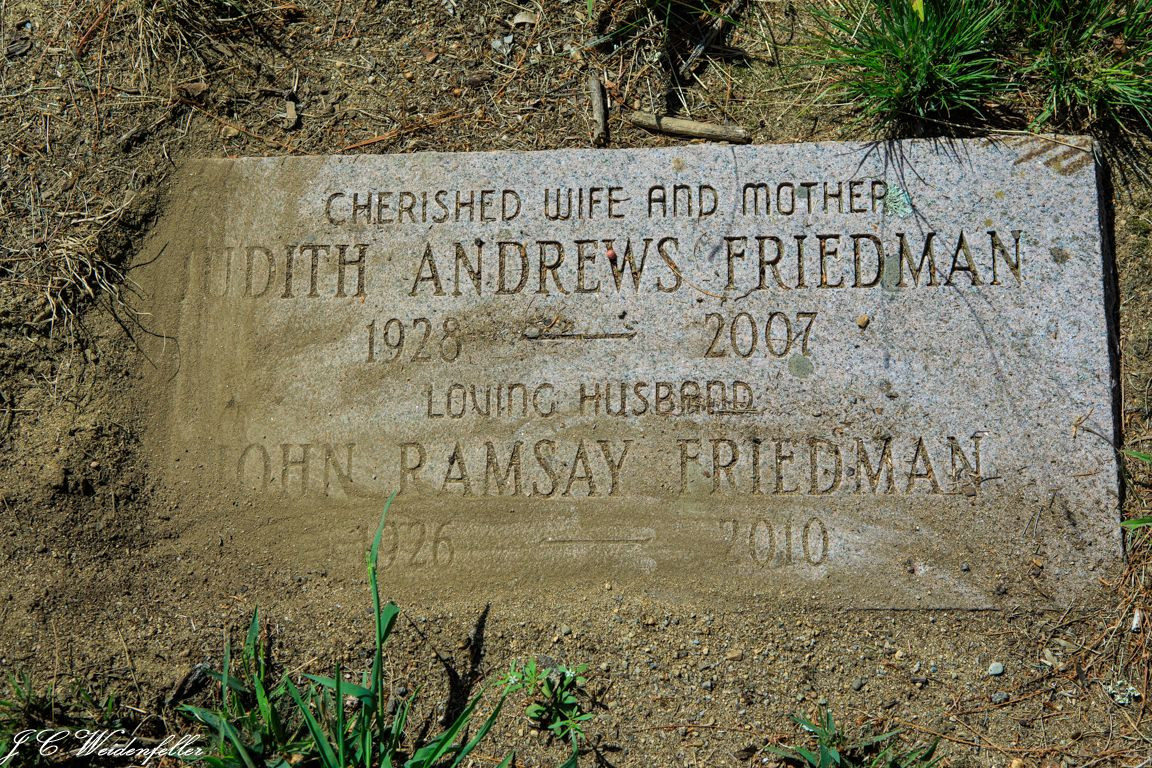 CHERISHED WIFE AND MOTHER
JUDITH ANDREWS FRIEDMAN
1928 — 2007
LOVING HUSBAND
JOHN RAMSAY FRIEDMAN
1926 — 2010
J C Weidenfeller